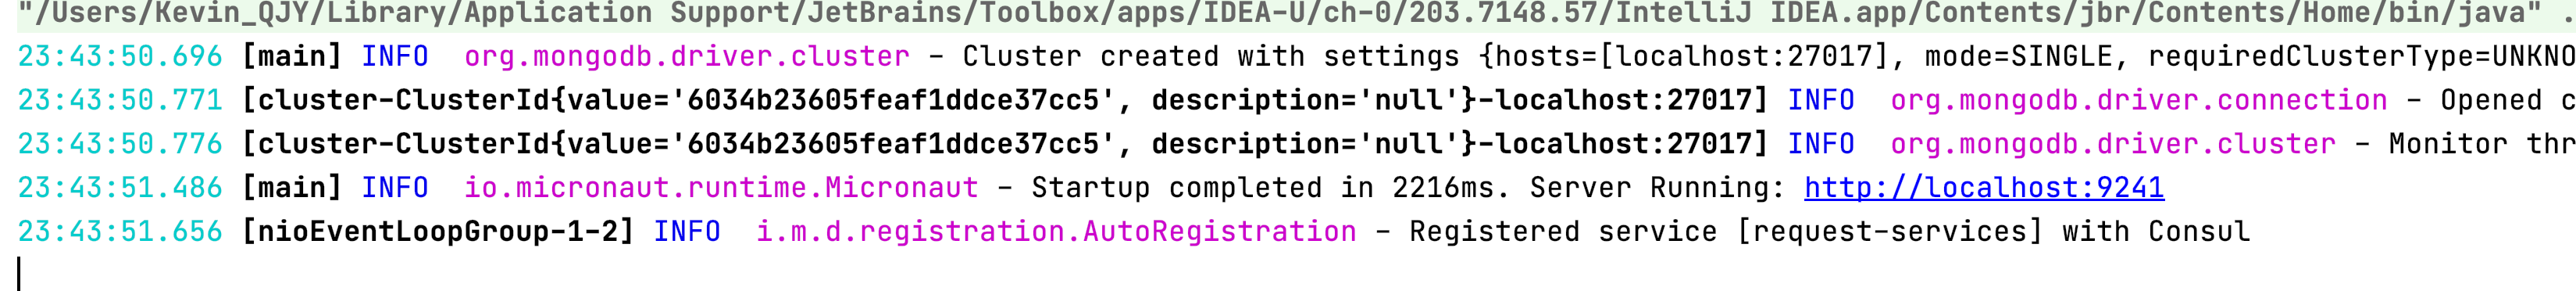 "/Users/Kevin_QJY/Library/Application Support/JetBrains/Toolbox/apps/IDEA-U/ch-0/203.7148.57/IntelliJ IDEA.app/Contents/jbr/Contents/Home/bin/java" .
23:43:50.696 [main] INFO  org.mongodb.driver.cluster - Cluster created with settings {hosts=[localhost:27017], mode=SINGLE, requiredClusterType=UNKNO
23:43:50.771 [cluster-ClusterId{value='6034b23605feaf1ddce37cc5', description='null'}-localhost:27017] INFO  org.mongodb.driver.connection - Opened c
23:43:50.776 [cluster-ClusterId{value='6034b23605feaf1ddce37cc5', description='null'}-localhost:27017] INFO  org.mongodb.driver.cluster - Monitor thr
23:43:51.486 [main] INFO  io.micronaut.runtime.Micronaut - Startup completed in 2216ms. Server Running: http://localhost:9241
23:43:51.656 [nioEventLoopGroup-1-2] INFO  i.m.d.registration.AutoRegistration - Registered service [request-services] with Consul